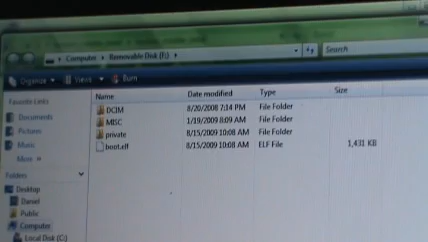 Computer ▸ Removable Disk (F:) ▸
Search
Organize Views Burn
Favorite Links
Name Date modified Type Size
Documents
DCIM 8/20/2008 7:14 PM File Folder
Pictures
MISC 1/19/2009 8:09 AM File Folder
Music
private 8/15/2009 10:08 AM File Folder
More »
boot.elf 8/15/2009 10:08 AM ELF File 1,431 KB
Folders
Desktop
Daniel
Public
Computer
Local Disk (C:)